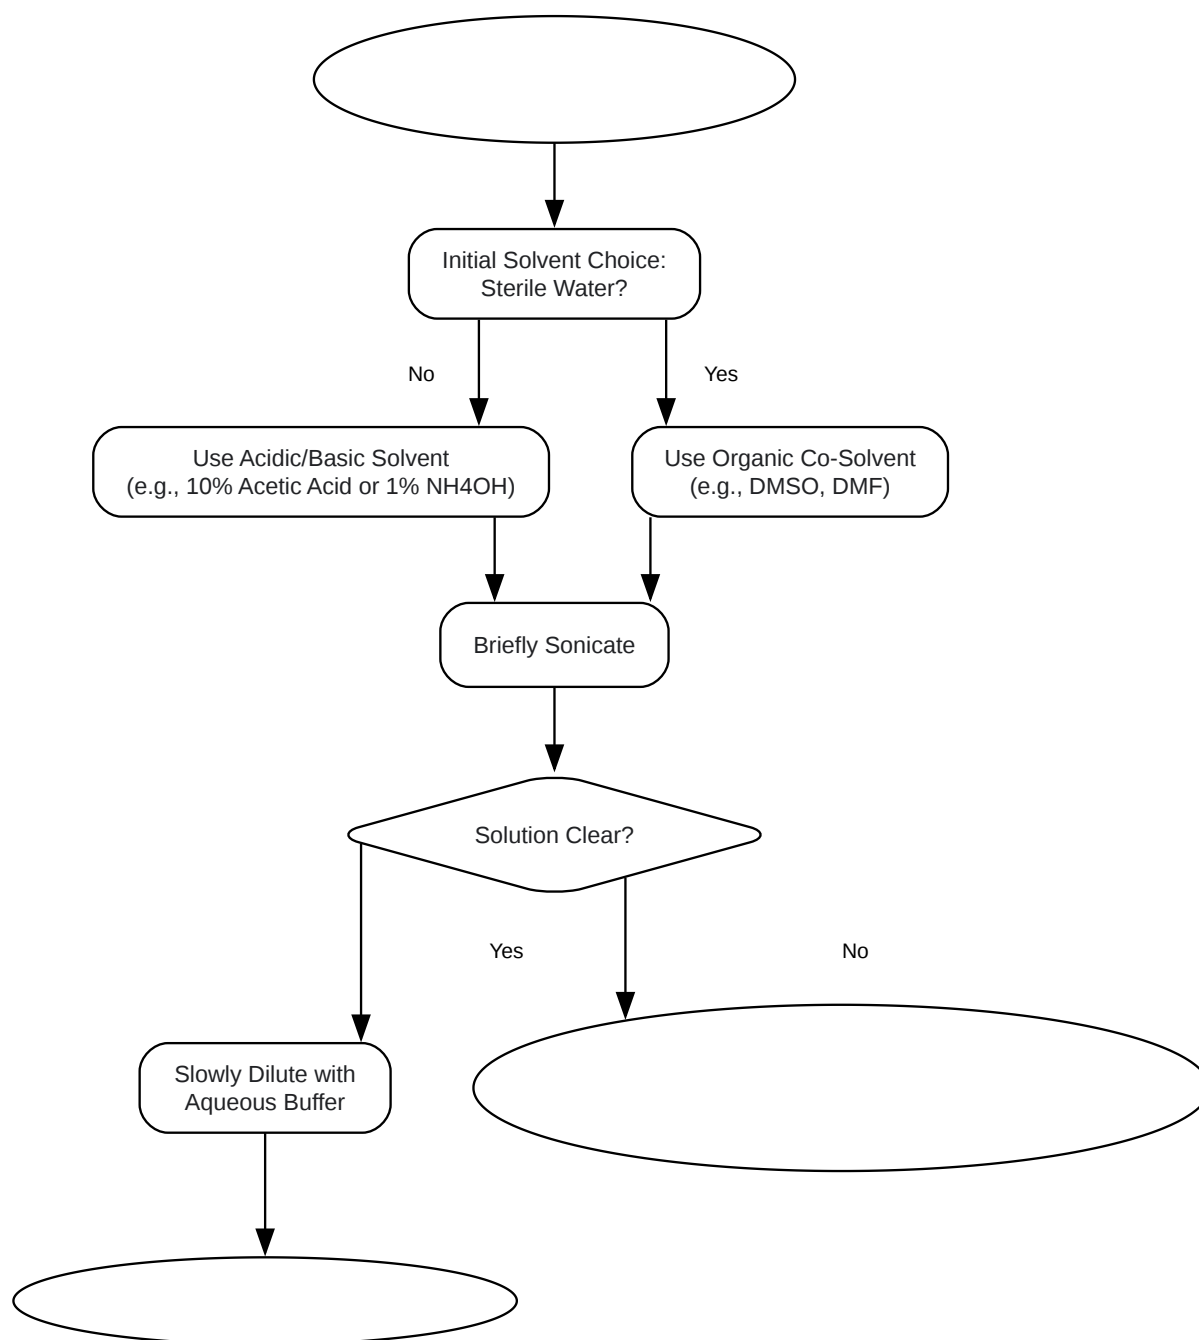 Initial Solvent Choice:
Sterile Water?
No
Yes
Use Acidic/Basic Solvent
(e.g., 10% Acetic Acid or 1% NH4OH)
Use Organic Co-Solvent
(e.g., DMSO, DMF)
Briefly Sonicate
Solution Clear?
Yes
No
Slowly Dilute with
Aqueous Buffer